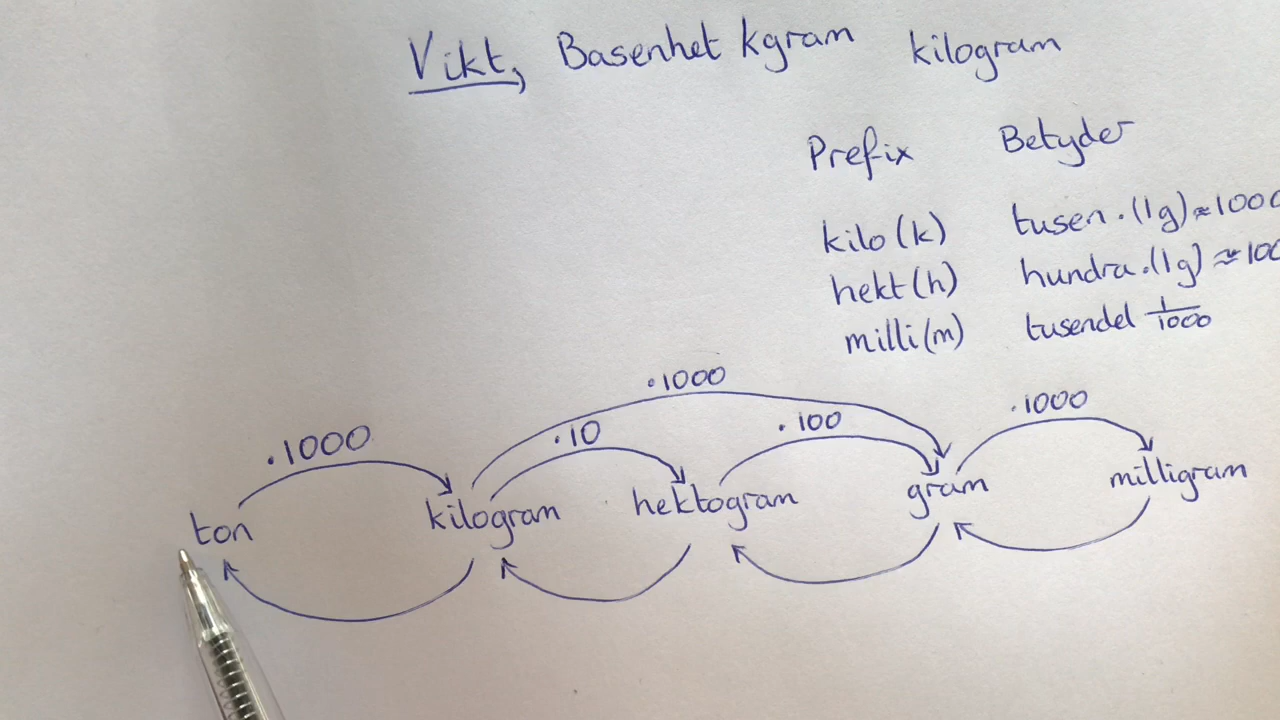 Vikt, Basenhet kgram kilogram
Prefix Betyder
kilo (k) tusen · (1g) ≈ 1000
hekt (h) hundra · (1g) ≈ 100
milli (m) tusendel 1/1000
·1000
·1000 ·10 ·100 ·1000
ton kilogram hektogram gram milligram